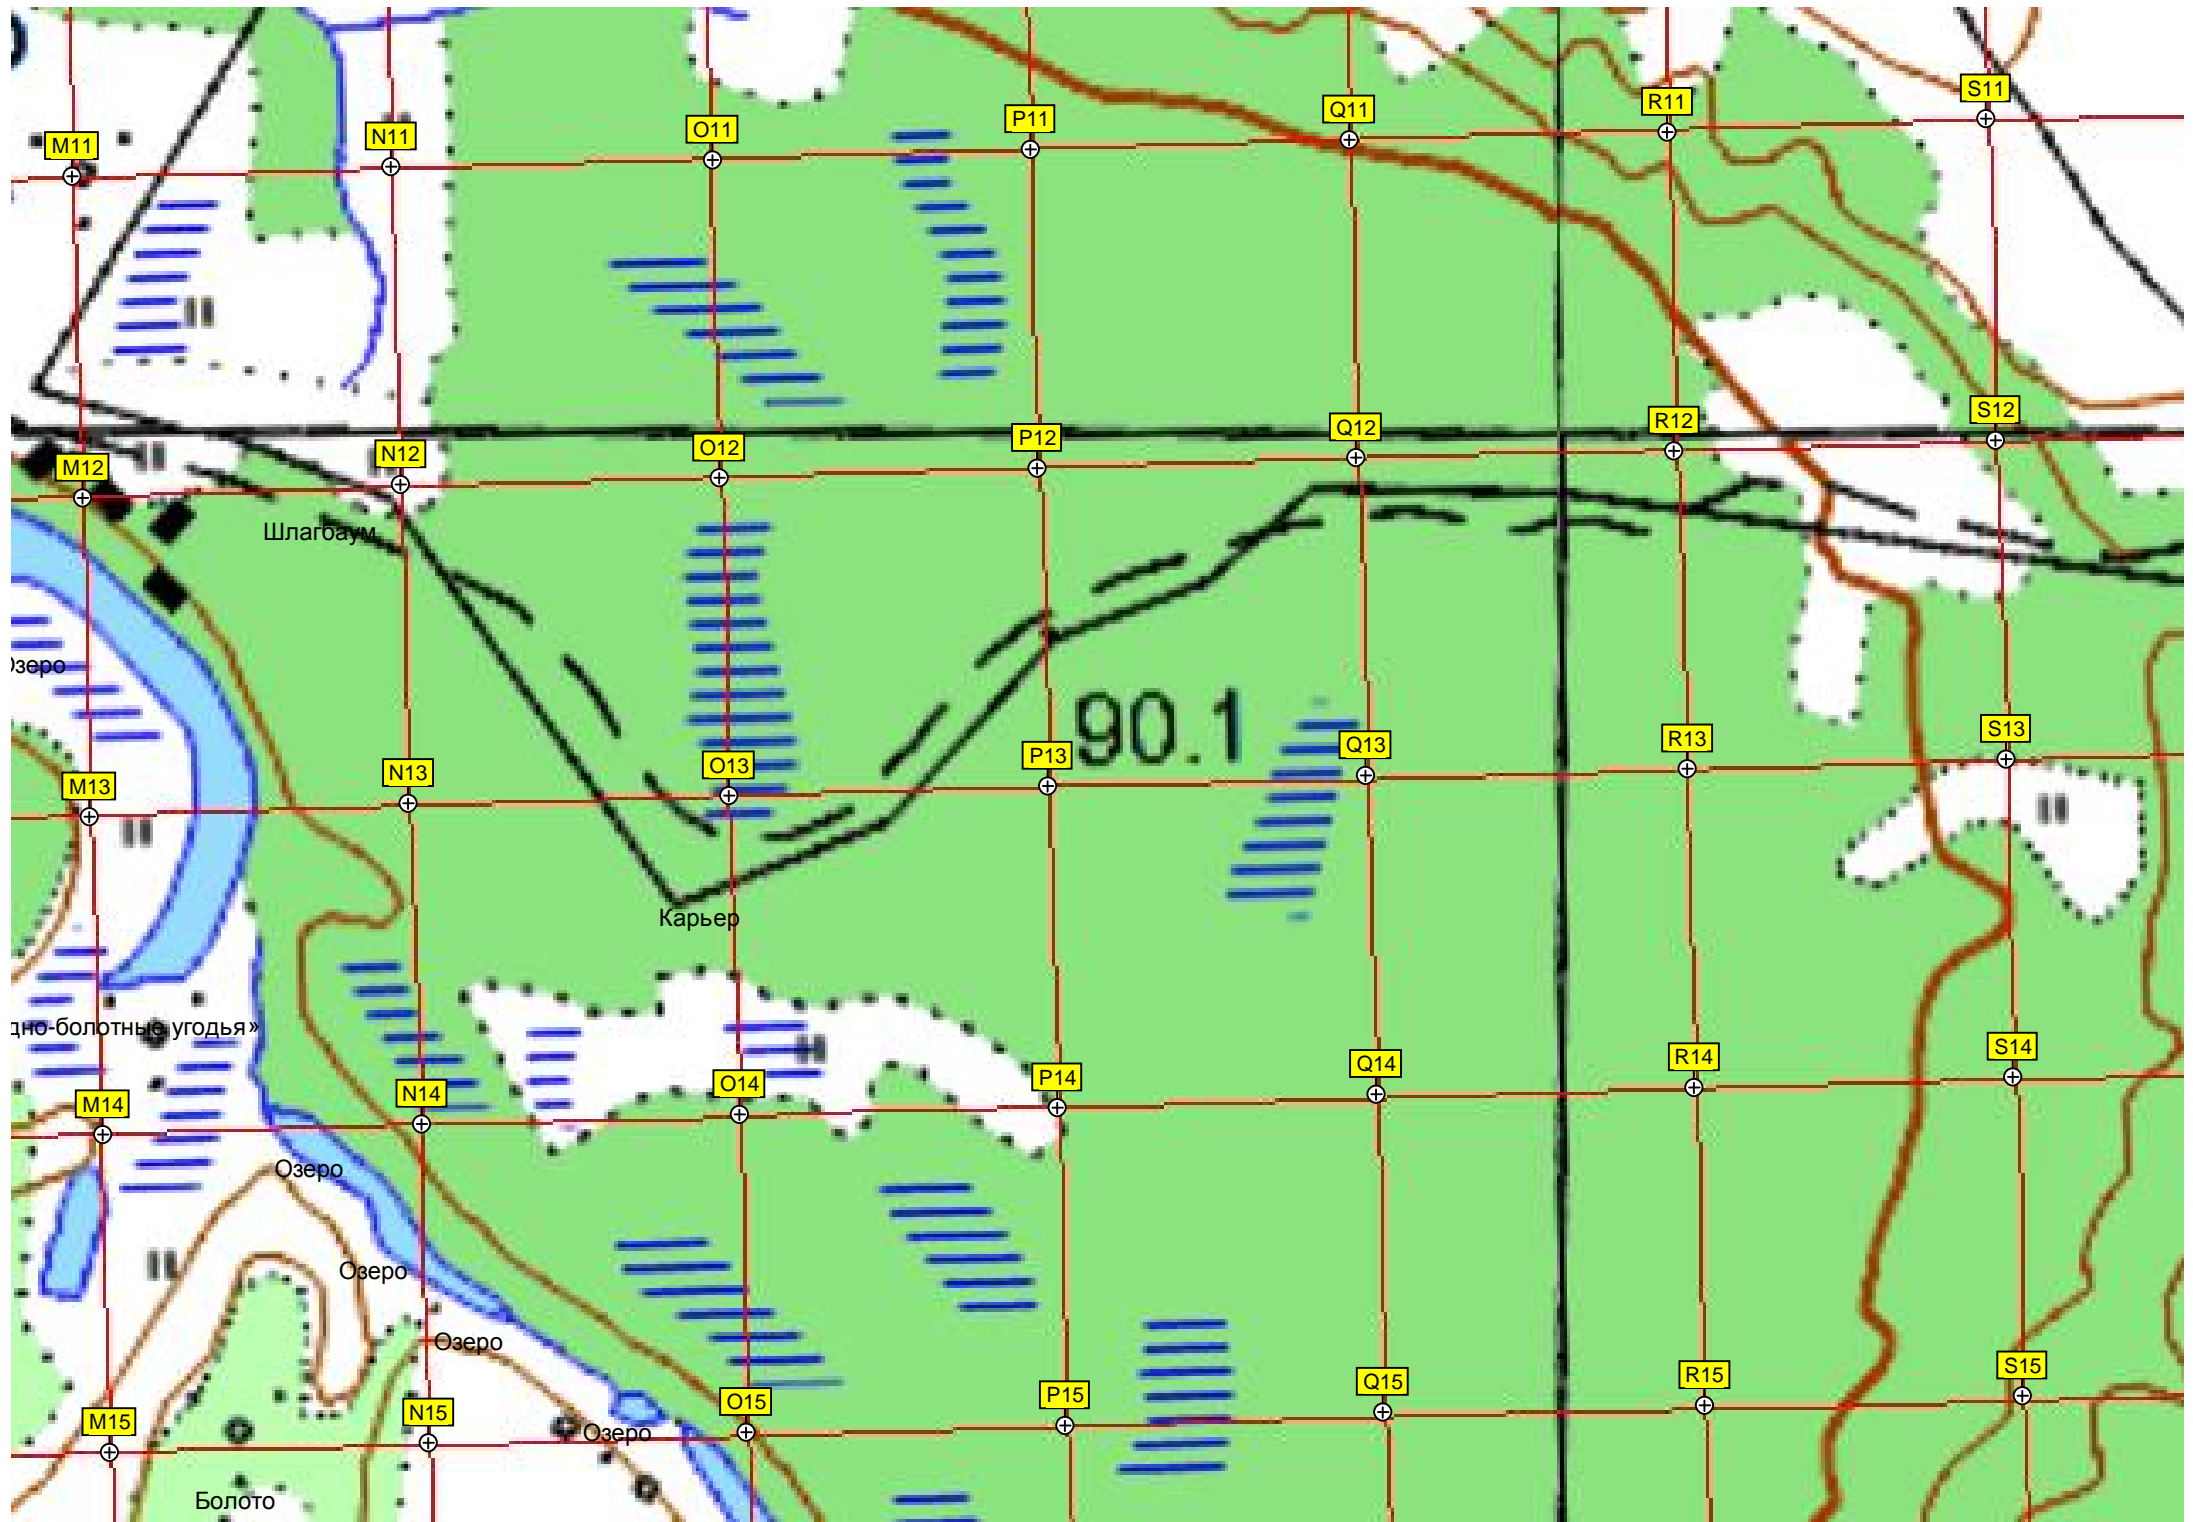 S11
R11
Q11
P11
O11
N11
M11
S12
R12
Q12
P12
O12
N12
M12
Шлагбаум
Озеро
90.1
S13
R13
Q13
P13
O13
N13
M13
Карьер
дно-болотные угодья»
S14
R14
Q14
P14
O14
N14
M14
Озеро
Озеро
Озеро
S15
R15
Q15
P15
O15
N15
M15
Озеро
Болото